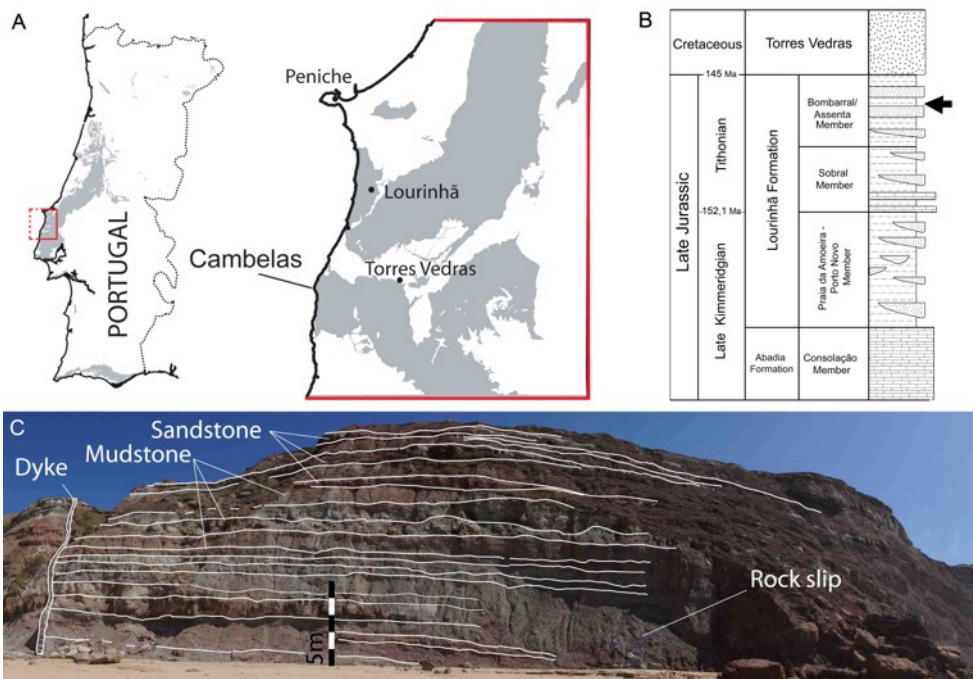 A
PORTUGAL
Peniche
Lourinhã
Cambelas
Torres Vedras
B
Cretaceous
Torres Vedras
145 Ma
Late Jurassic
Tithonian
152,1 Ma
Late Kimmeridgian
Lourinhã Formation
Bombarral/
Assenta
Member
Sobral
Member
Praia da Amoeira -
Porto Novo
Member
Abadia
Formation
Consolação
Member
C
Dyke
Sandstone
Mudstone
Rock slip
5m